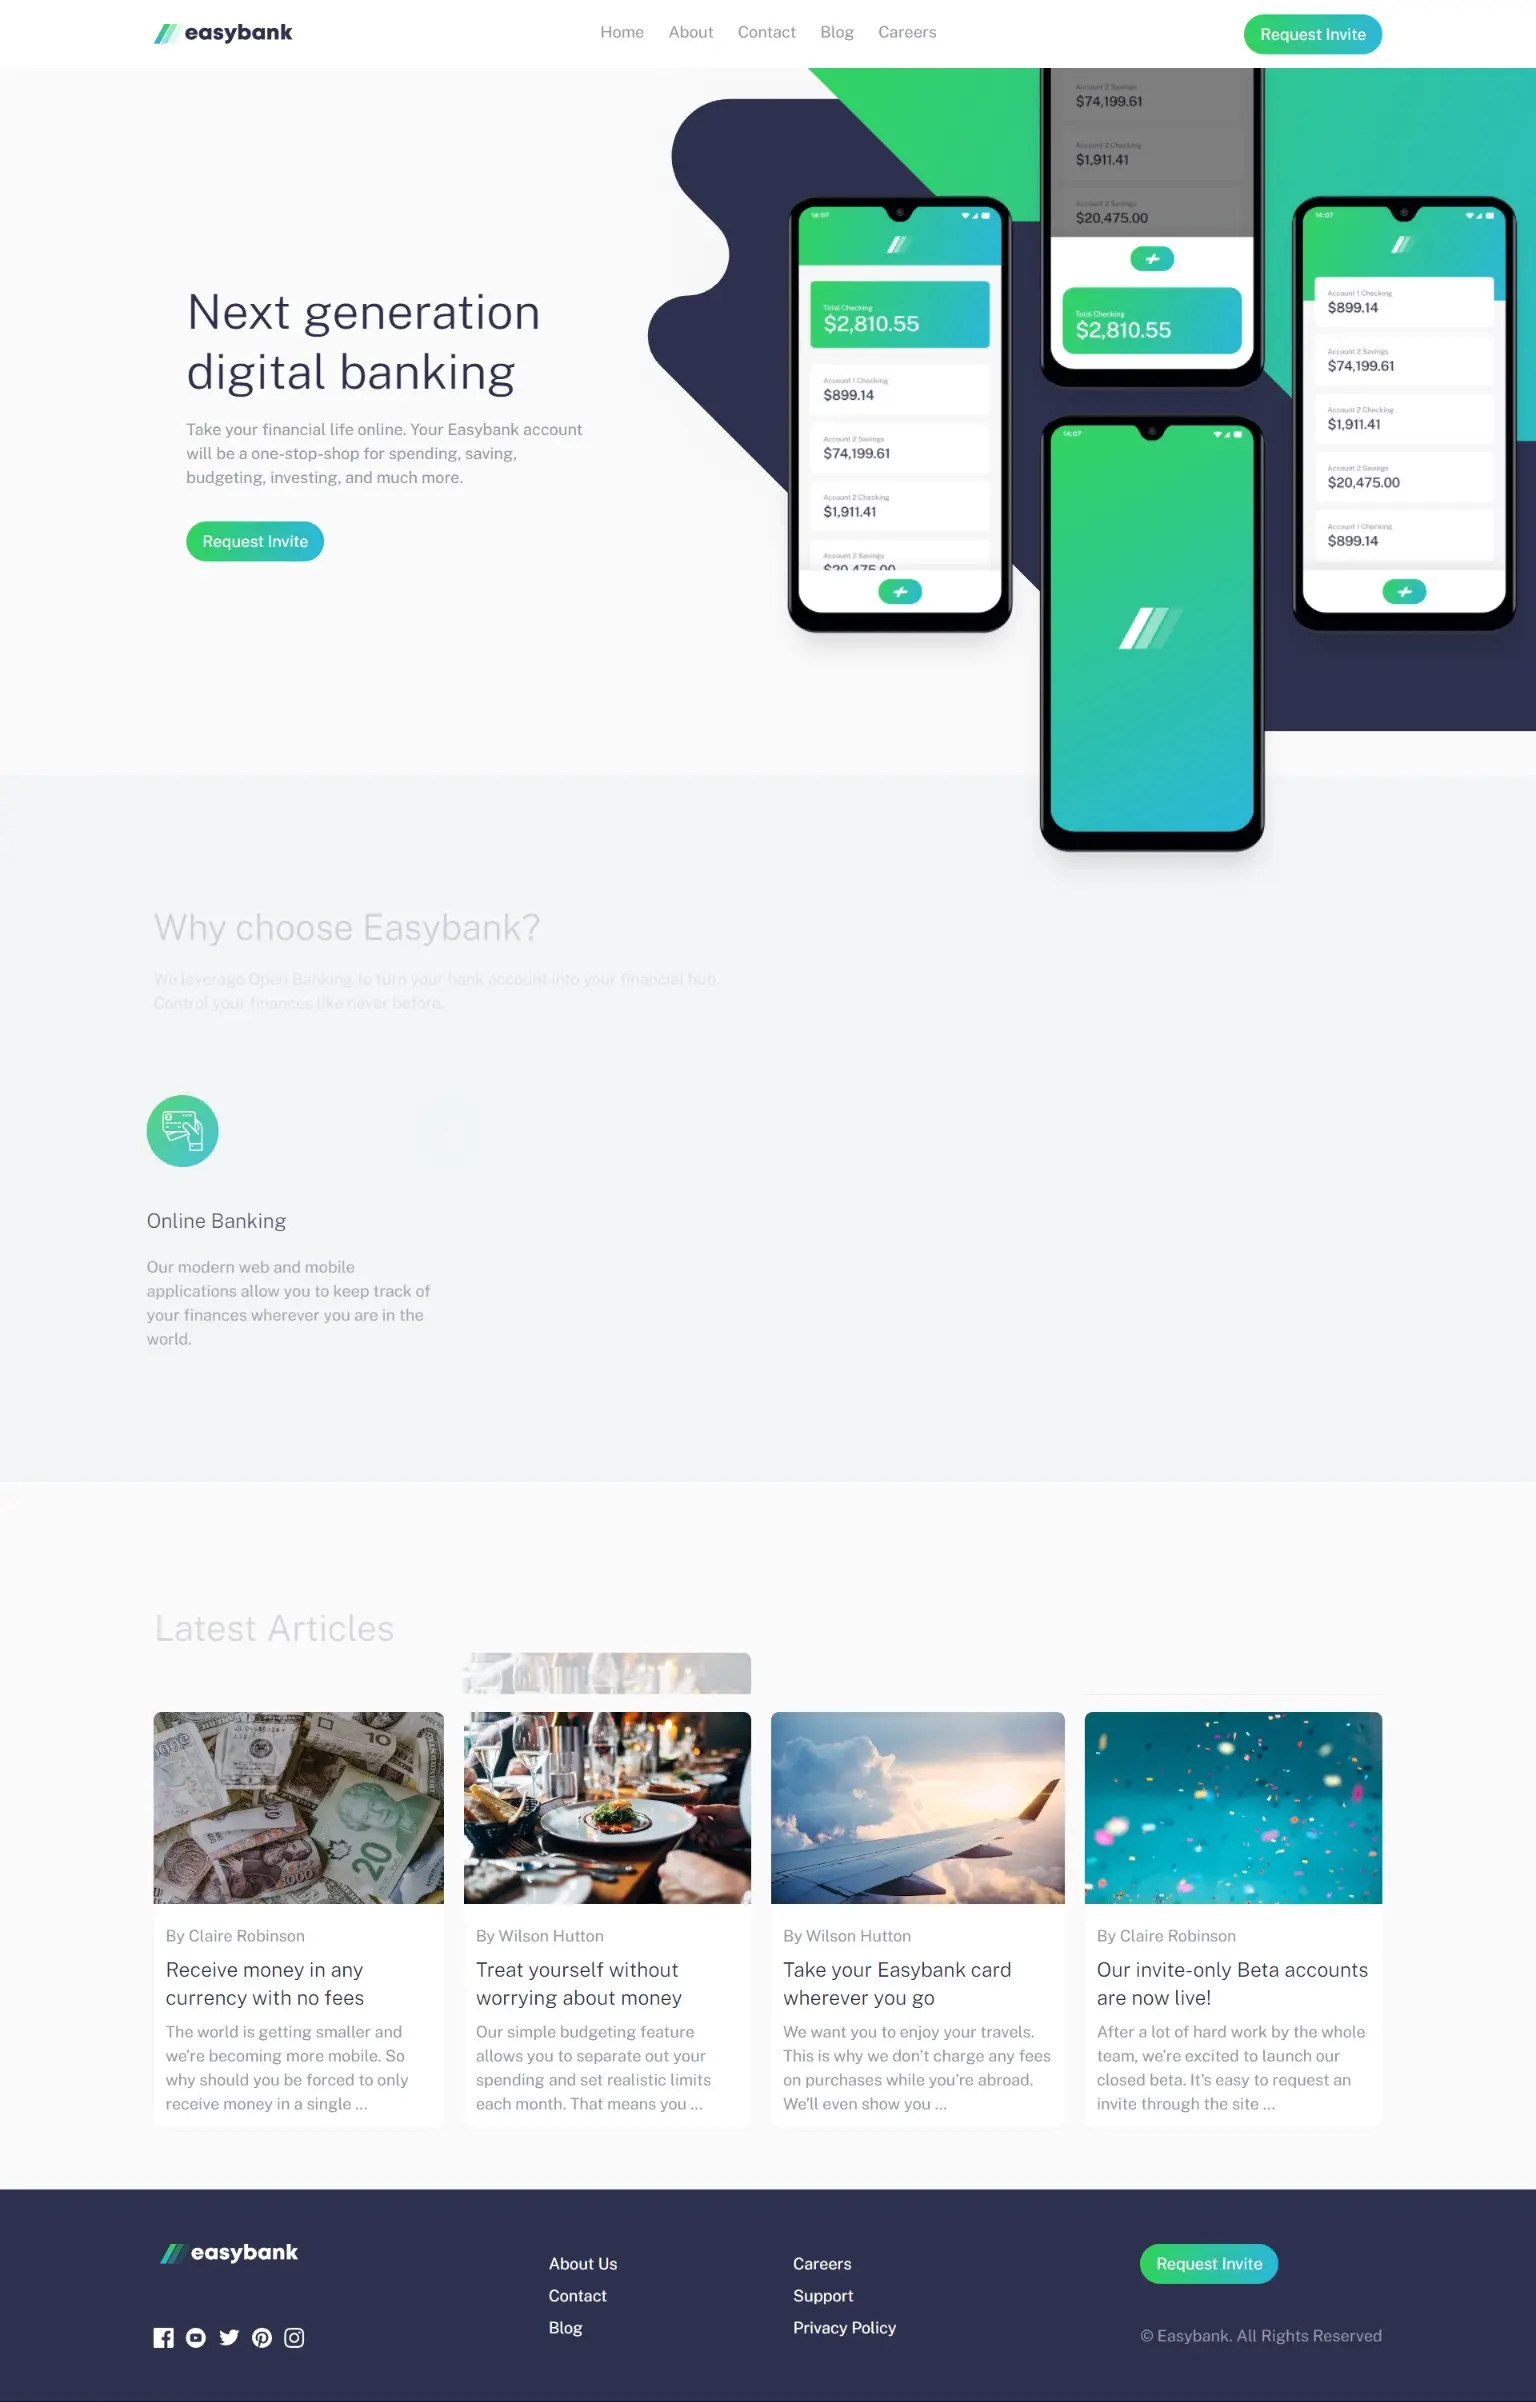 easybank
Home About Contact Blog Careers
Request Invite
Next generation
digital banking
Take your financial life online. Your Easybank account
will be a one-stop-shop for spending, saving,
budgeting, investing, and much more.
Request Invite
14:07
Total Checking
$2,810.55
Account 1 Checking
$899.14
Account 2 Savings
$74,199.61
Account 2 Checking
$1,911.41
Account 2 Savings
$20,475.00
Account 2 Savings
$74,199.61
Account 2 Checking
$1,911.41
Account 2 Savings
$20,475.00
Total Checking
$2,810.55
14:07
14:07
Account 1 Checking
$899.14
Account 2 Savings
$74,199.61
Account 2 Checking
$1,911.41
Account 2 Savings
$20,475.00
Account 1 Checking
$899.14
Why choose Easybank?
We leverage Open Banking to turn your bank account into your financial hub.
Control your finances like never before.
Online Banking
Our modern web and mobile
applications allow you to keep track of
your finances wherever you are in the
world.
Latest Articles
10
20
1000
By Claire Robinson
Receive money in any
currency with no fees
The world is getting smaller and
we're becoming more mobile. So
why should you be forced to only
receive money in a single ...
By Wilson Hutton
Treat yourself without
worrying about money
Our simple budgeting feature
allows you to separate out your
spending and set realistic limits
each month. That means you ...
By Wilson Hutton
Take your Easybank card
wherever you go
We want you to enjoy your travels.
This is why we don't charge any fees
on purchases while you're abroad.
We'll even show you ...
By Claire Robinson
Our invite-only Beta accounts
are now live!
After a lot of hard work by the whole
team, we're excited to launch our
closed beta. It's easy to request an
invite through the site ...
easybank
About Us
Contact
Blog
Careers
Support
Privacy Policy
Request Invite
© Easybank. All Rights Reserved